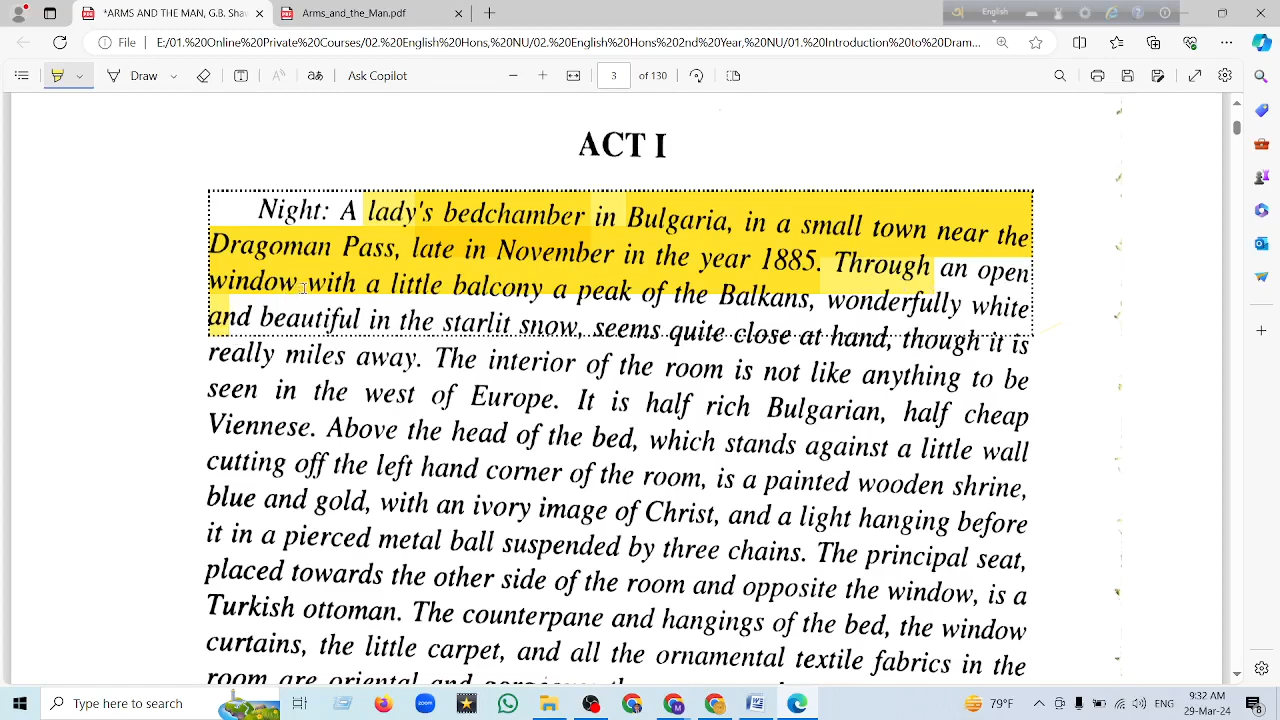 *ARMS AND THE MAN, G.B. Shaw
Arms_and_the_Man.pdf
English
File
E:/01.%20Online%20Private%20Courses/02.%20English%20Hons,%202nd%20Year,%20NU/01.%20Introduction%20to%20Dram...
Draw
Ask Copilot
3
of 130
ACT I
Night: A lady's bedchamber in Bulgaria, in a small town near the
Dragoman Pass, late in November in the year 1885. Through an open
window with a little balcony a peak of the Balkans, wonderfully white
and beautiful in the starlit snow, seems quite close at hand, though it is
really miles away. The interior of the room is not like anything to be
seen in the west of Europe. It is half rich Bulgarian, half cheap
Viennese. Above the head of the bed, which stands against a little wall
cutting off the left hand corner of the room, is a painted wooden shrine,
blue and gold, with an ivory image of Christ, and a light hanging before
it in a pierced metal ball suspended by three chains. The principal seat,
placed towards the other side of the room and opposite the window, is a
Turkish ottoman. The counterpane and hangings of the bed, the window
curtains, the little carpet, and all the ornamental textile fabrics in the
room are oriental and
Type here to search
zoom
79°F
9:32 AM
29-Mar-24